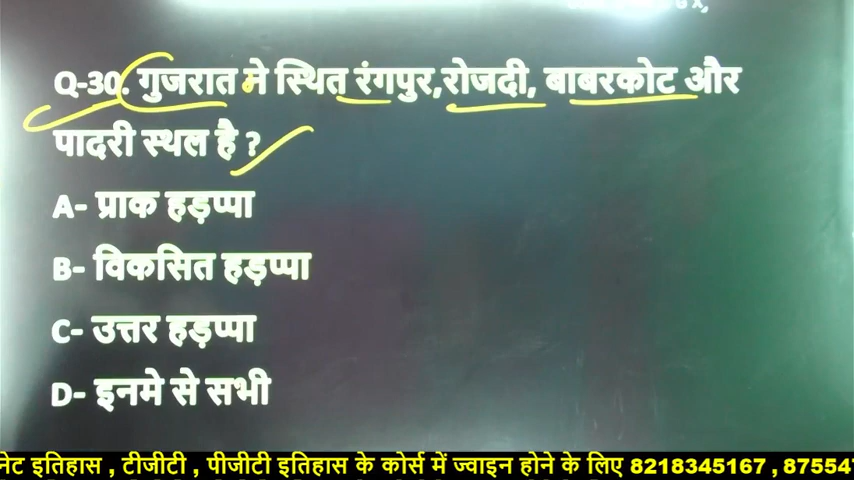 Q-30. गुजरात मे स्थित रंगपुर,रोजदी, बाबरकोट और
पादरी स्थल है ?
A- प्राक हड़प्पा
B- विकसित हड़प्पा
C- उत्तर हड़प्पा
D- इनमे से सभी
नेट इतिहास , टीजीटी , पीजीटी इतिहास के कोर्स में ज्वाइन होने के लिए 8218345167 , 87554